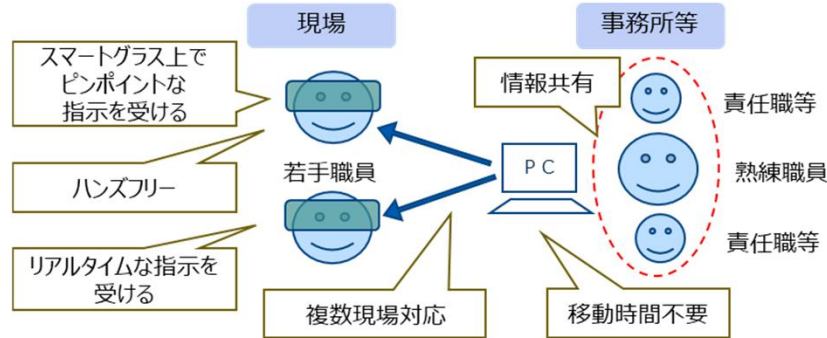 現場
事務所等
スマートグラス上で
ピンポイントな
指示を受ける
情報共有
責任職等
ハンズフリー
若手職員
ＰＣ
熟練職員
リアルタイムな指示を
受ける
責任職等
複数現場対応
移動時間不要